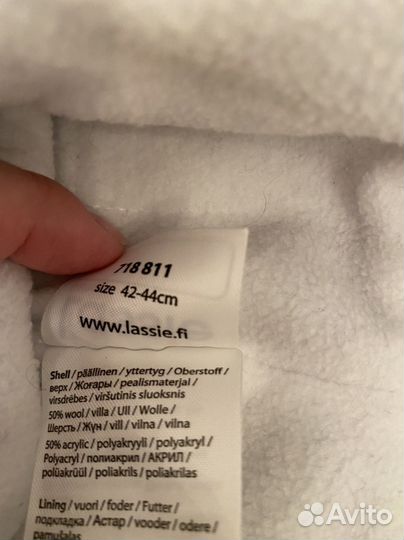 718811
size 42-44cm
www.lassie.fi
Shell / päällinen / yttertyg / Oberstoff /
верх / Жоғары / pealismaterjal /
virsdrēbes / viršutinis sluoksnis
50% wool / villa / Ull / Wolle /
Шерсть / Жүн / vill / vilna / vilna
50% acrylic / polyakryyli / polyakryl /
Polyacryl / полиакрил / АКРИЛ /
polüakrüül / poliakrils / poliakrilas
Lining / vuori / foder / Futter /
подкладка / Астар / vooder / odere /
pamušalas
Avito